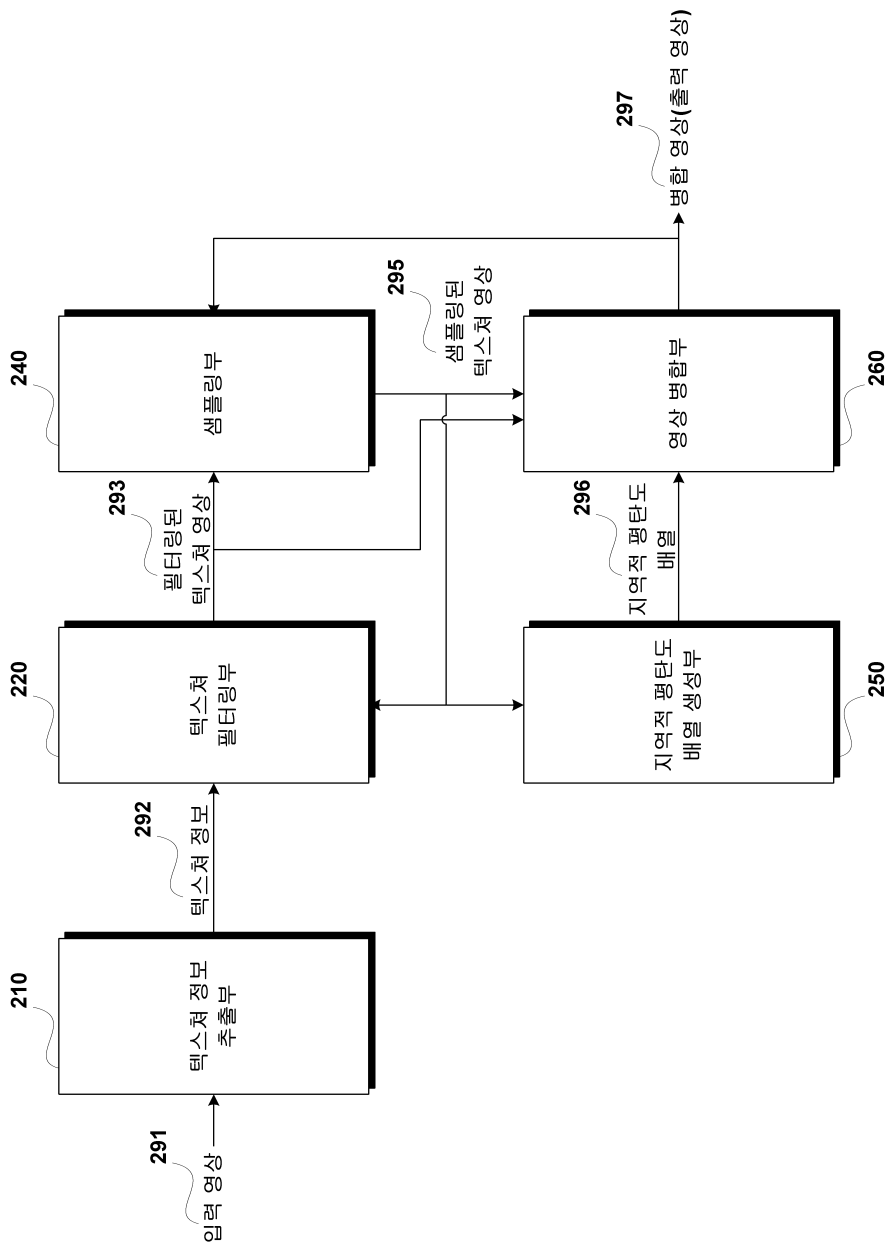 291
입력 영상
210
텍스쳐 정보
추출부
292
텍스쳐 정보
220
텍스쳐
필터링부
293
필터링된
텍스쳐 영상
240
샘플링부
295
샘플링된
텍스쳐 영상
250
지역적 평탄도
배열 생성부
296
지역적 평탄도
배열
260
영상 병합부
297
병합 영상(출력 영상)